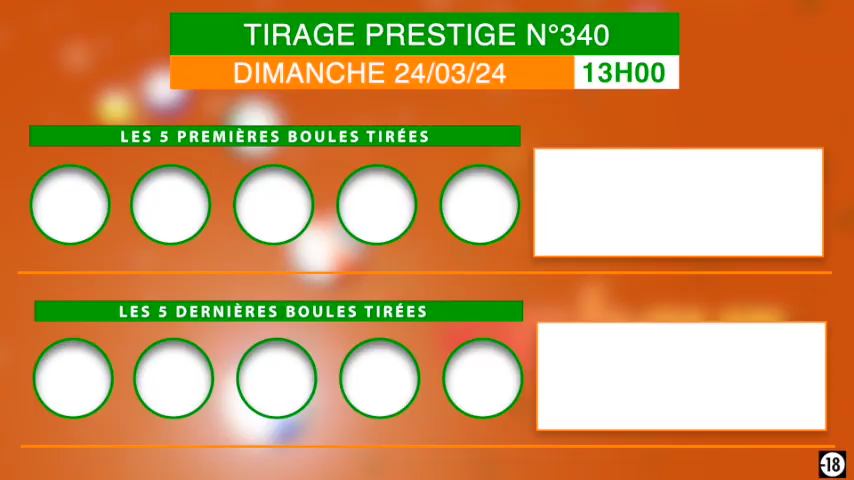 TIRAGE PRESTIGE N°340
DIMANCHE 24/03/24 13H00
LES 5 PREMIÈRES BOULES TIRÉES
LES 5 DERNIÈRES BOULES TIRÉES
-18